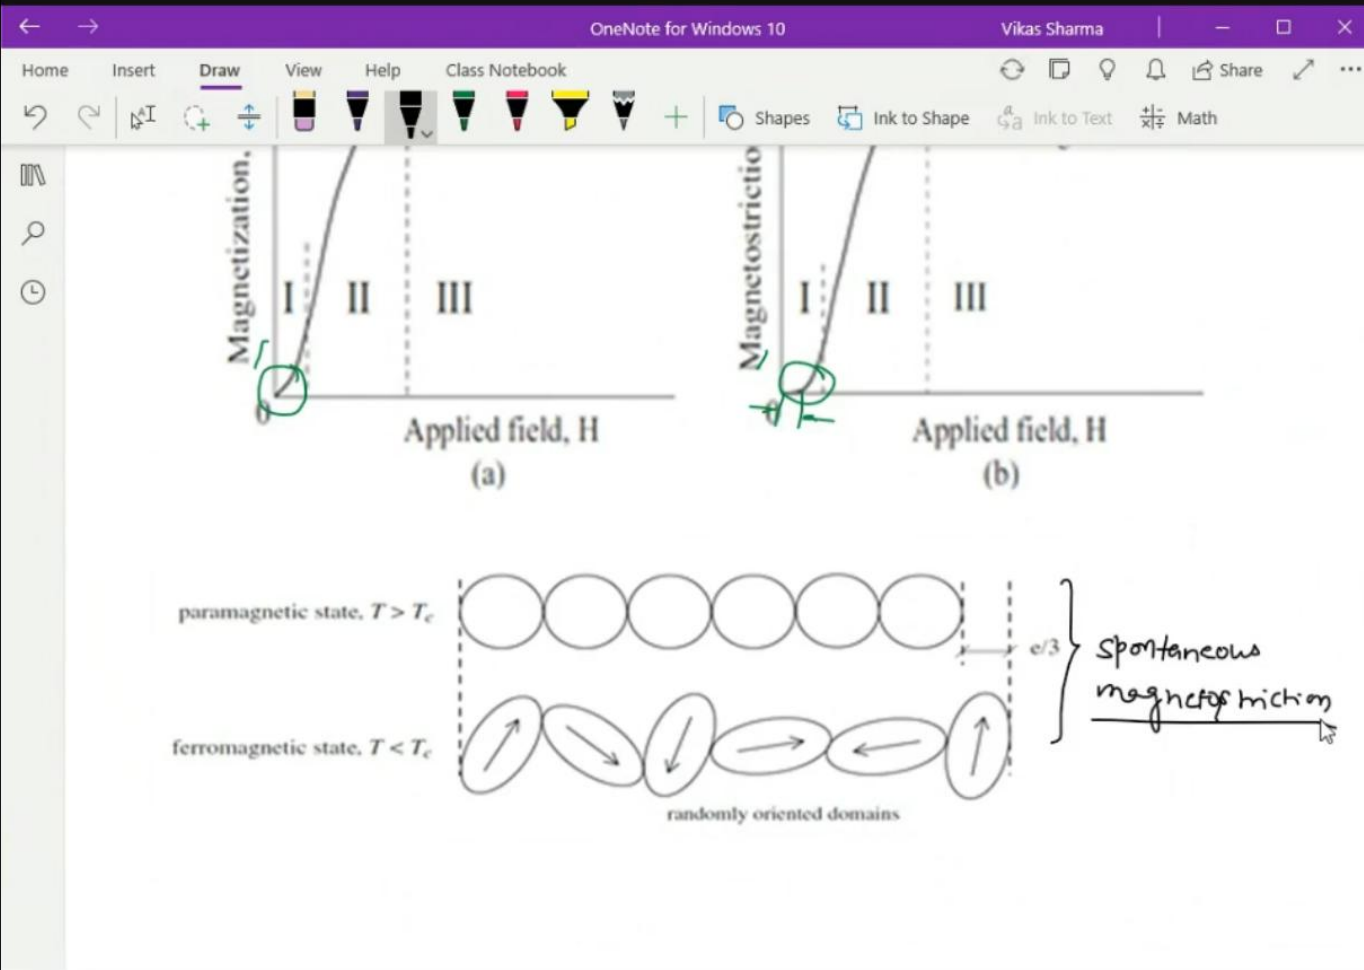 OneNote for Windows 10
Vikas Sharma
Home Insert Draw View Help Class Notebook
Share
Shapes Ink to Shape Ink to Text Math
Magnetization,
I II III
0
Applied field, H
(a)
Magnetostrictio
I II III
0
Applied field, H
(b)
paramagnetic state, T > Tc
e/3
spontaneous
magnetostriction
ferromagnetic state, T < Tc
randomly oriented domains